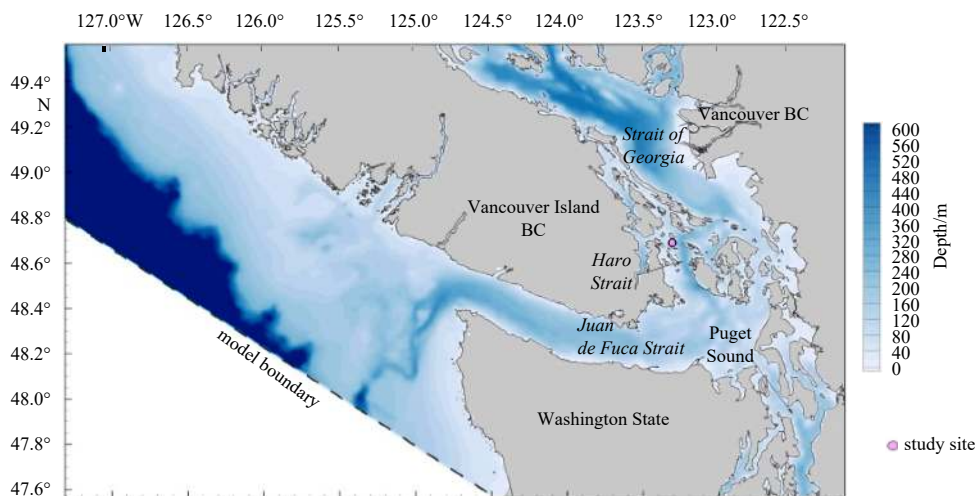 127.0°W 126.5° 126.0° 125.5° 125.0° 124.5° 124.0° 123.5° 123.0° 122.5°
49.4°
N
49.2°
49.0°
48.8°
48.6°
48.4°
48.2°
48.0°
47.8°
47.6°
Vancouver BC
Strait of
Georgia
Vancouver Island
BC
Haro
Strait
Juan
de Fuca Strait
Puget
Sound
model boundary
Washington State
600
560
520
480
440
400
360
320
280
240
200
160
120
80
40
0
Depth/m
study site